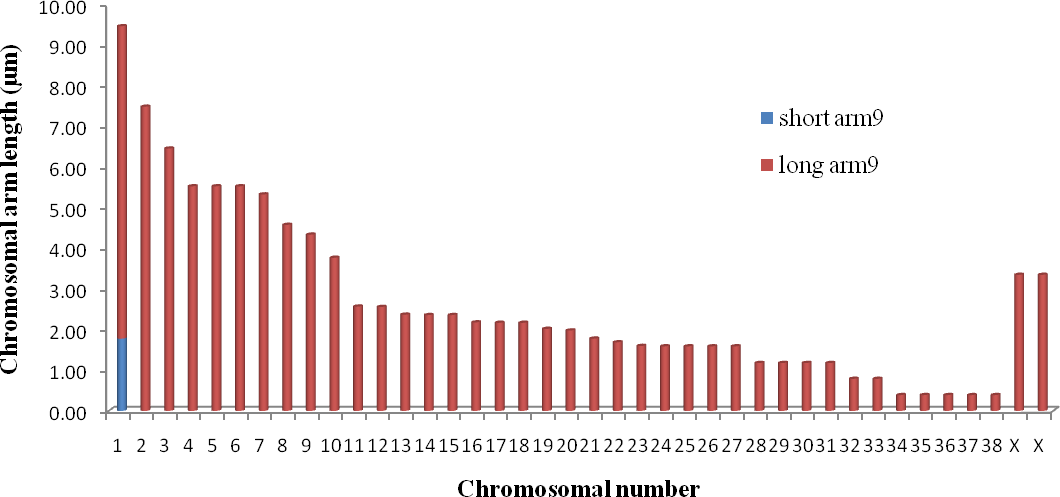 10.00
9.00
8.00
7.00
6.00
5.00
4.00
3.00
2.00
1.00
0.00
Chromosomal arm length (µm)
short arm9
long arm9
1 2 3 4 5 6 7 8 9 10 11 12 13 14 15 16 17 18 19 20 21 22 23 24 25 26 27 28 29 30 31 32 33 34 35 36 37 38 X X
Chromosomal number